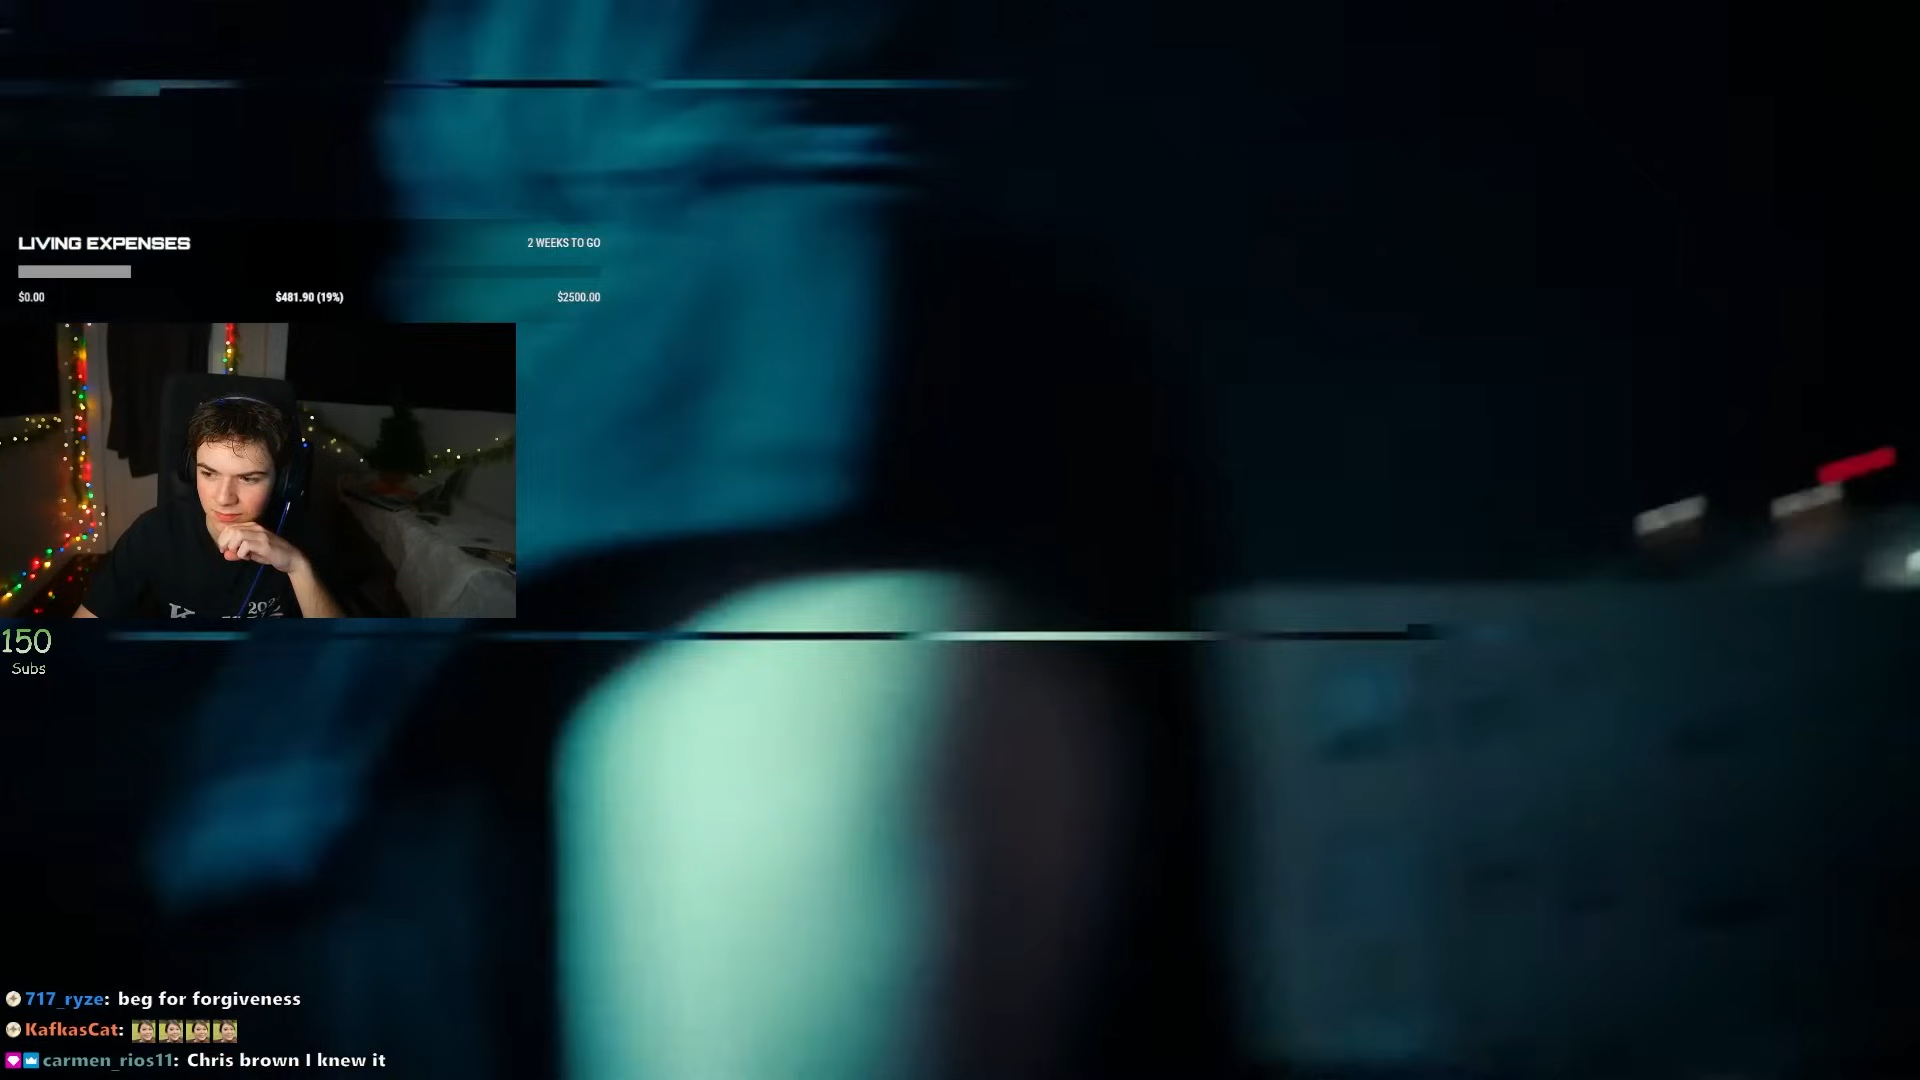 LIVING EXPENSES
2 WEEKS TO GO
$0.00
$481.90 (19%)
$2500.00
202
150
Subs
717_ryze: beg for forgiveness
KafkasCat:
carmen_rios11: Chris brown I knew it